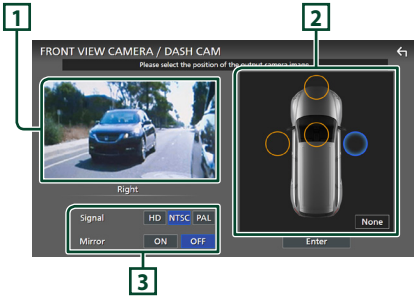 1
2
FRONT VIEW CAMERA / DASH CAM
Please select the position of the output camera image.
Right
Signal HD NTSC PAL
Mirror ON OFF
None
Enter
3